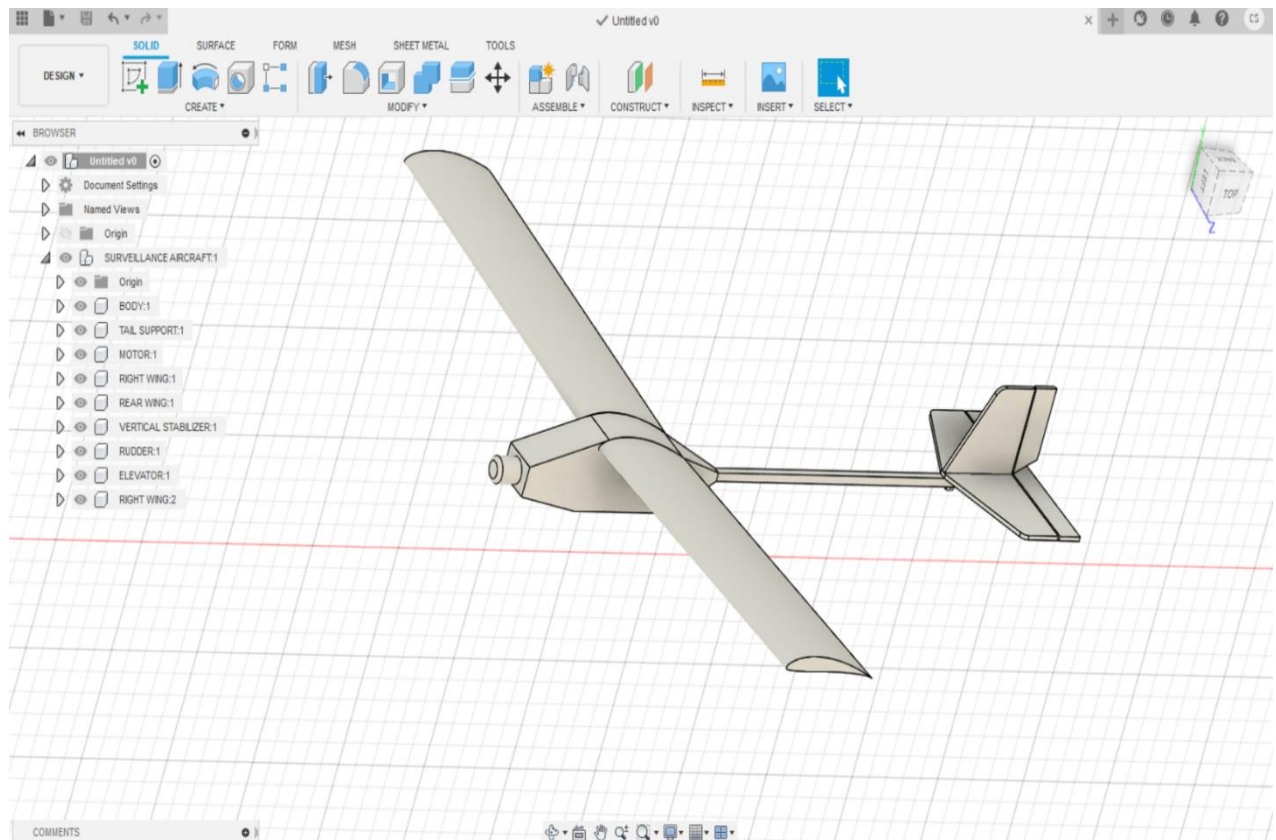 Untitled v0
CS
SOLID SURFACE FORM MESH SHEET METAL TOOLS
DESIGN
CREATE MODIFY ASSEMBLE CONSTRUCT INSPECT INSERT SELECT
BROWSER
Untitled v0
Document Settings
Named Views
Origin
SURVEILLANCE AIRCRAFT:1
Origin
BODY:1
TAIL SUPPORT:1
MOTOR:1
RIGHT WING:1
REAR WING:1
VERTICAL STABILIZER:1
RUDDER:1
ELEVATOR:1
RIGHT WING:2
TOP
Z
COMMENTS